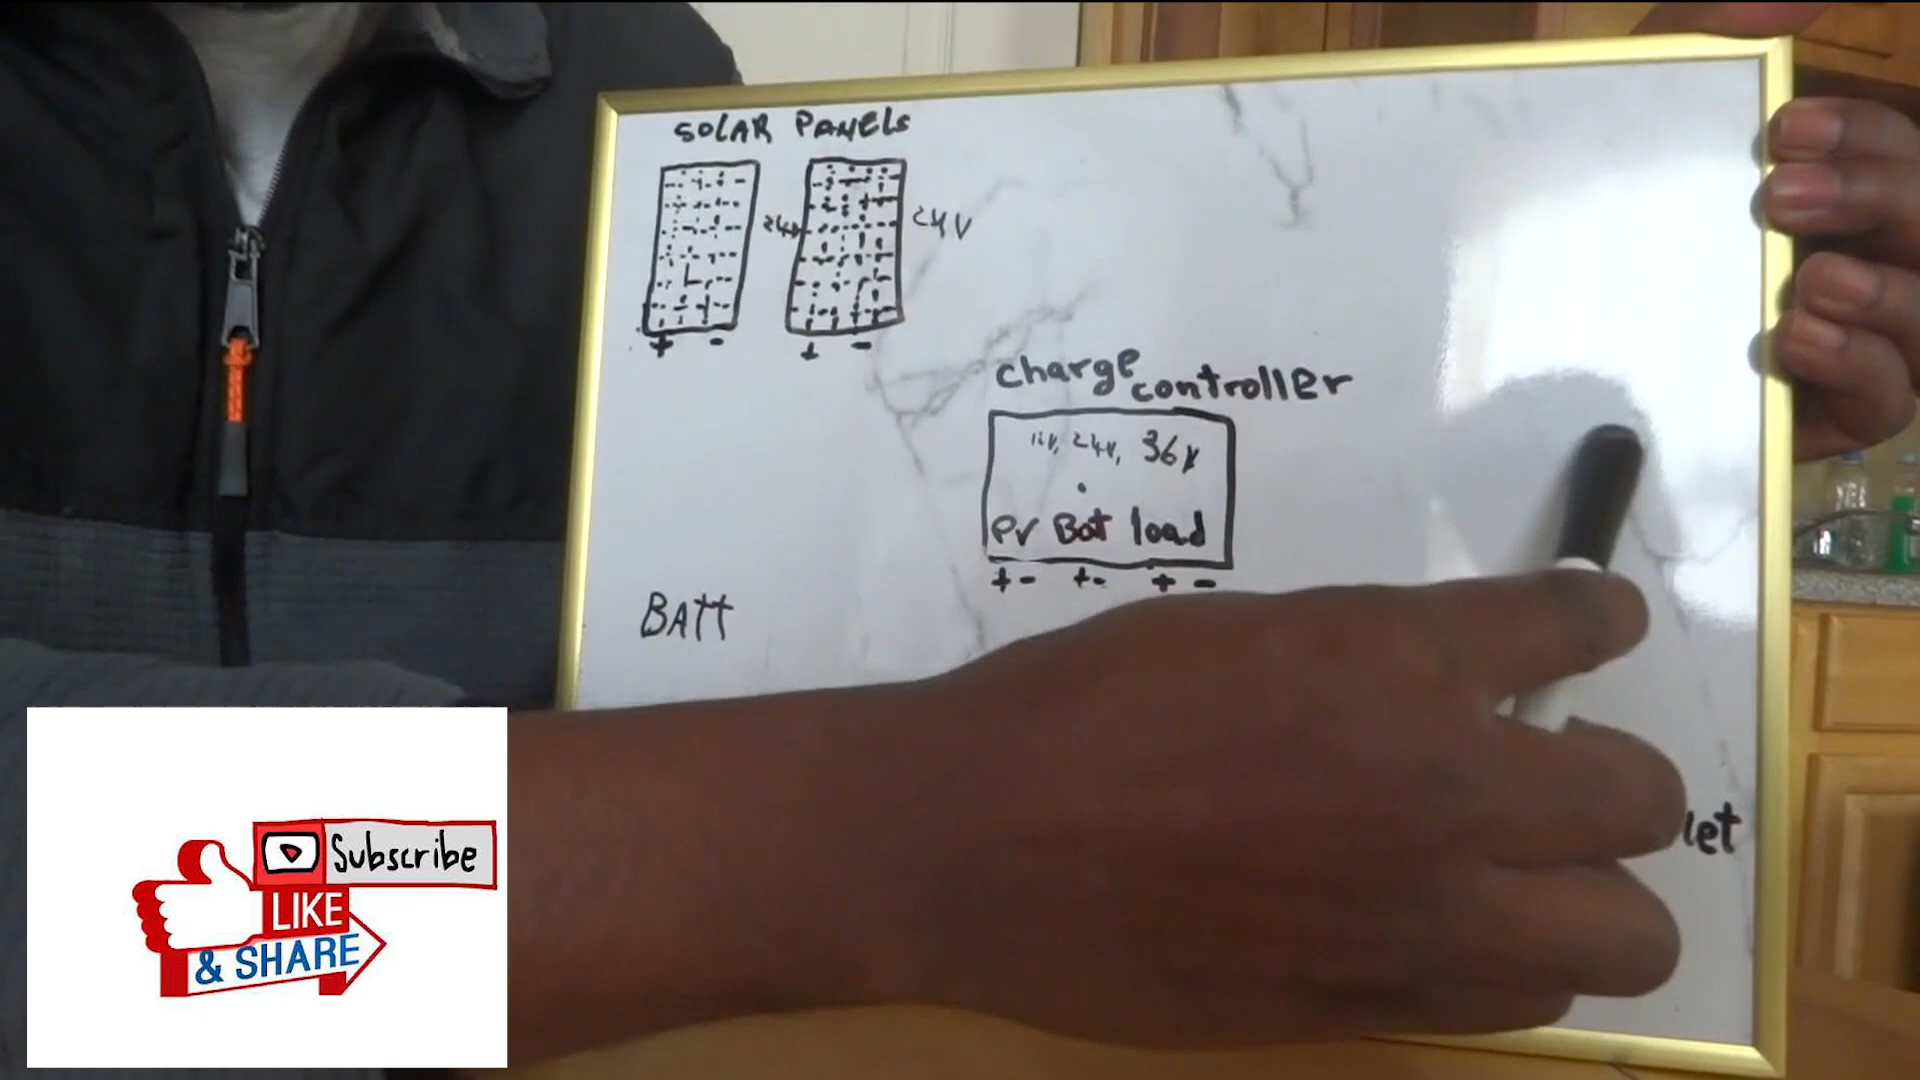 SOLAR PANELS
24V
24V
+ - + -
charge controller
12V, 24V, 36V
PV Bat load
+ - + - + -
BATT
let
Subscribe
LIKE
& SHARE